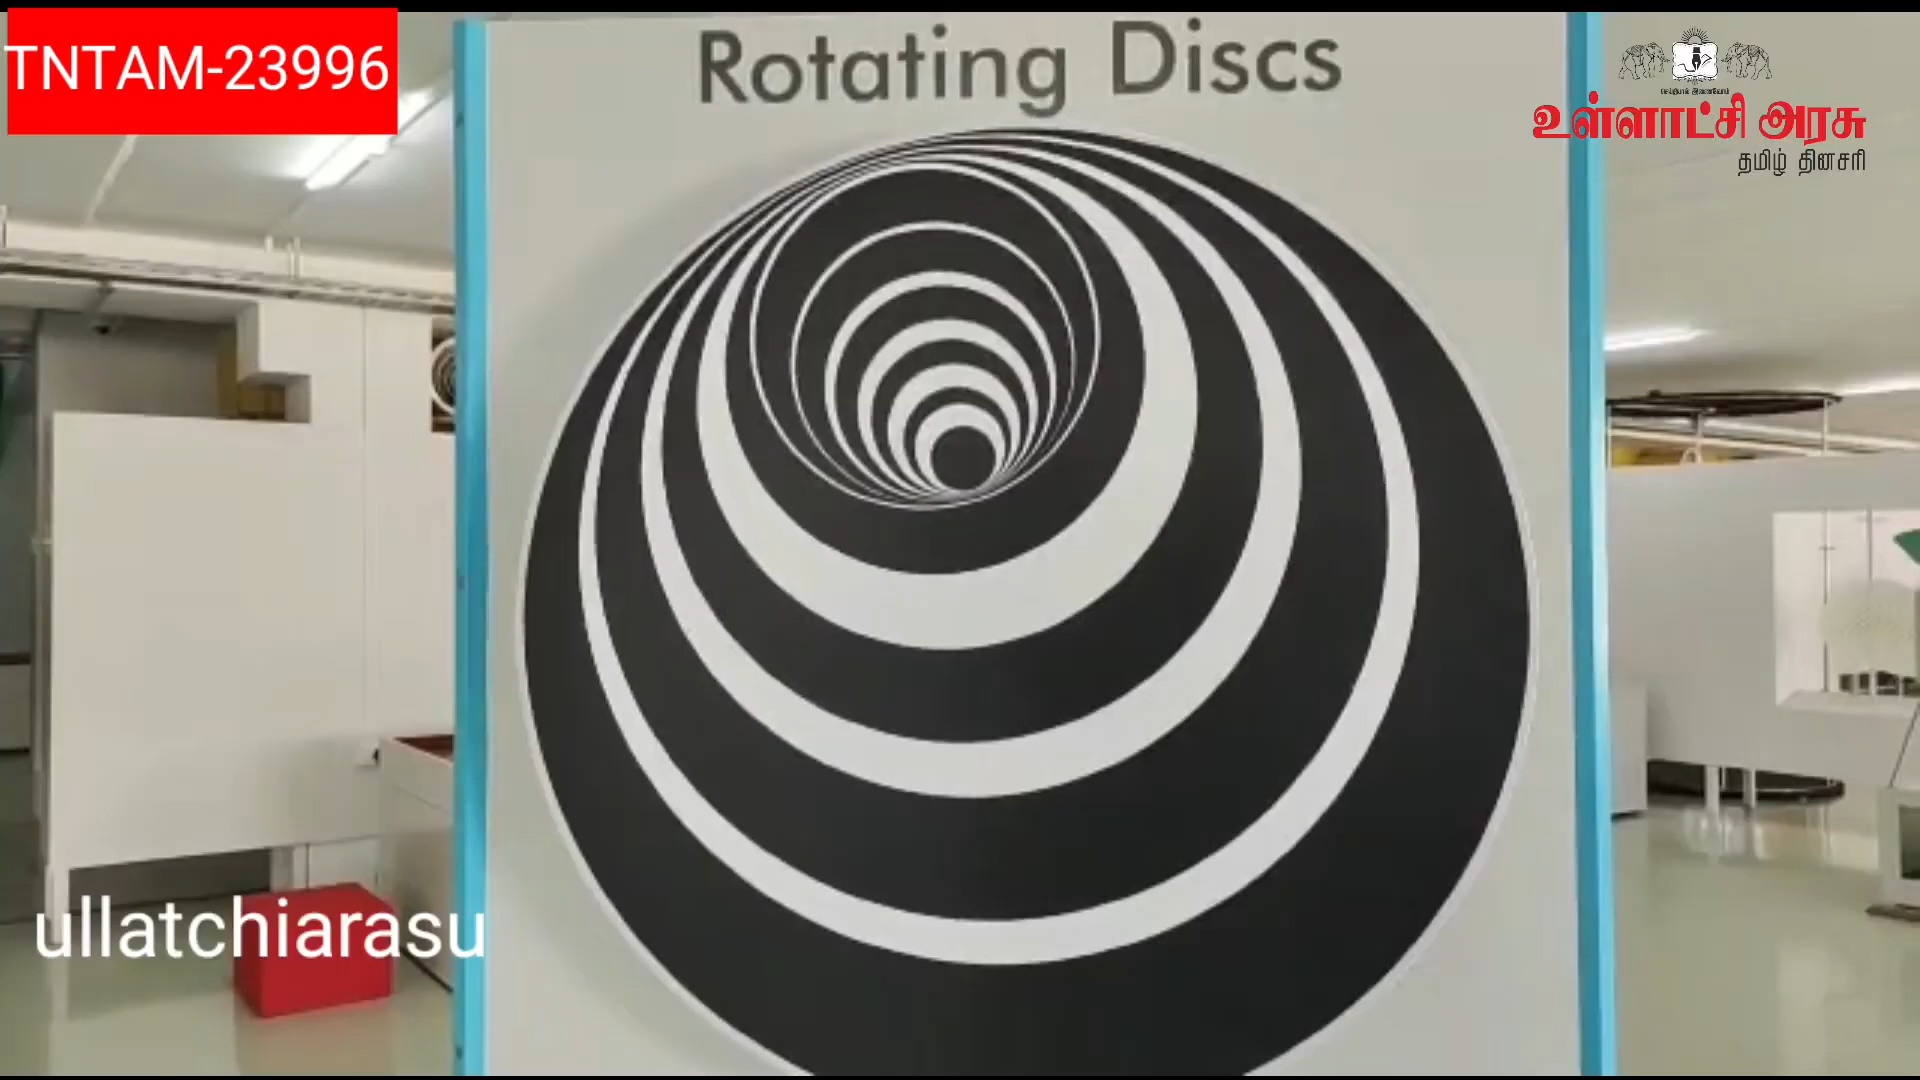 TNTAM-23996
Rotating Discs
உள்ளாட்சி அரசு
தமிழ் தினசரி
ullatchiarasu